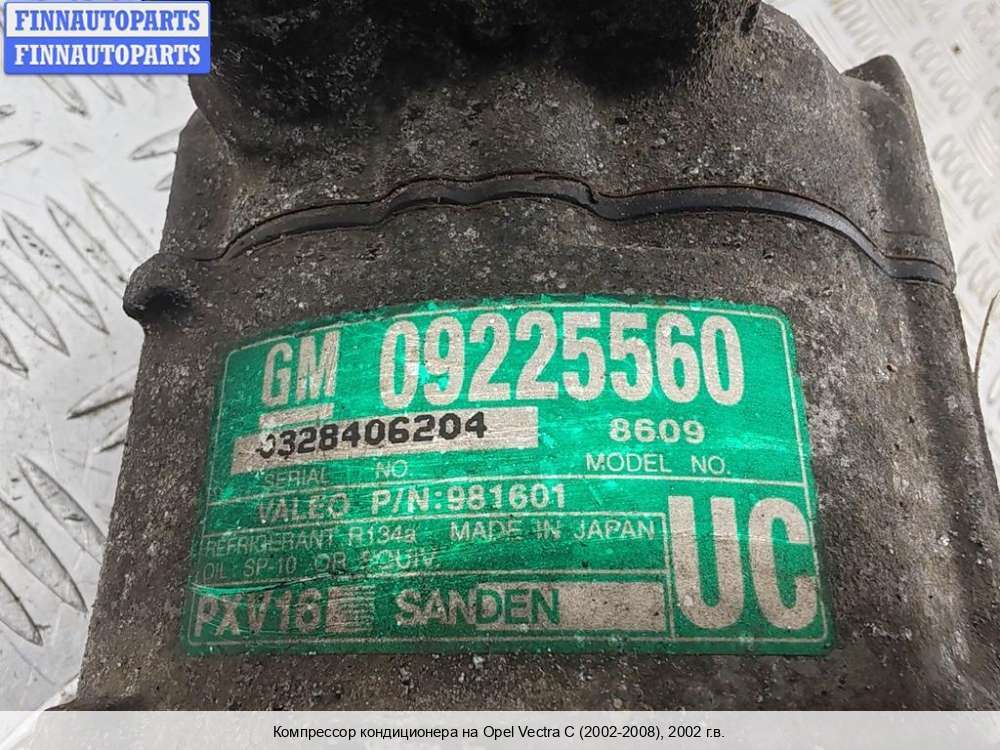 FINNAUTOPARTS
FINNAUTOPARTS
GM 09225560
0328406204 8609
SERIAL NO. MODEL NO.
VALEO P/N:981601
REFRIGERANT R134a MADE IN JAPAN
OIL: SP-10 OR EQUIV.
PXV16 SANDEN UC
Компрессор кондиционера на Opel Vectra C (2002-2008), 2002 г.в.